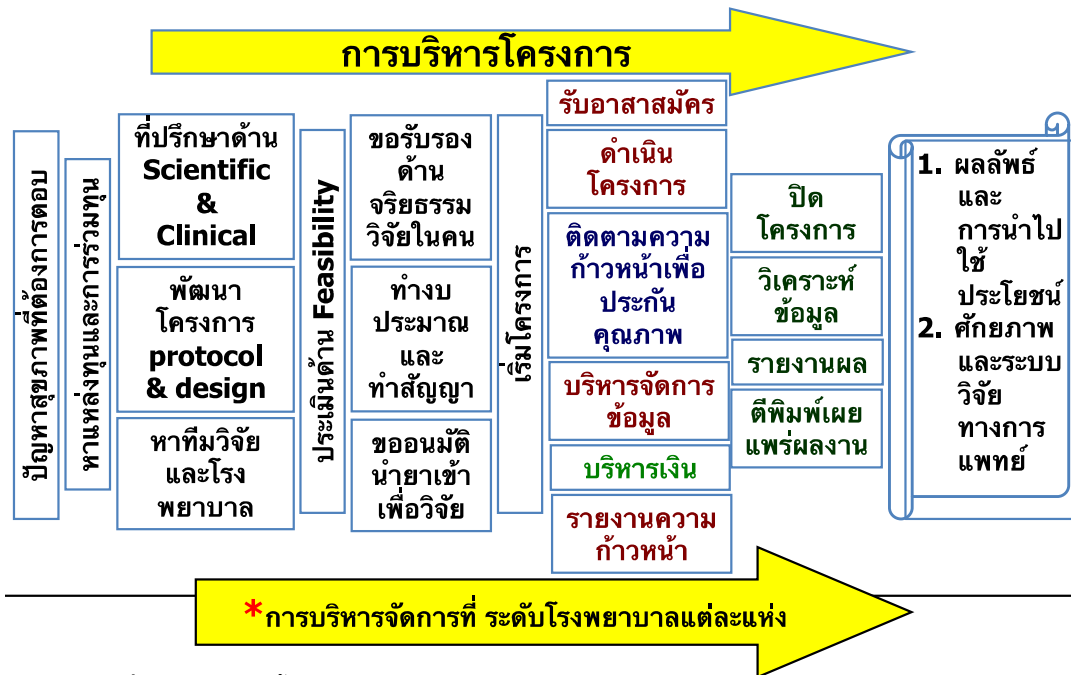 การบริหารโครงการ
ปัญหาสุขภาพที่ต้องการตอบ
หาแหล่งทุนและการร่วมทุน
ที่ปรึกษาด้าน
Scientific
&
Clinical
พัฒนา
โครงการ
protocol
& design
หาทีมวิจัย
และโรง
พยาบาล
ประเมินด้าน Feasibility
ขอรับรอง
ด้าน
จริยธรรม
วิจัยในคน
ทำงบ
ประมาณ
และ
ทำสัญญา
ขออนมัติ
นำยาเข้า
เพื่อวิจัย
เริ่มโครงการ
รับอาสาสมัคร
ดำเนิน
โครงการ
ติดตามความ
ก้าวหน้าเพื่อ
ประกัน
คุณภาพ
บริหารจัดการ
ข้อมูล
บริหารเงิน
รายงานความ
ก้าวหน้า
ปิด
โครงการ
วิเคราะห์
ข้อมูล
รายงานผล
ตีพิมพ์เผย
แพร่ผลงาน
1. ผลลัพธ์
และ
การนำไป
ใช้
ประโยชน์
2. ศักยภาพ
และระบบ
วิจัย
ทางการ
แพทย์
*การบริหารจัดการที่ ระดับโรงพยาบาลแต่ละแห่ง